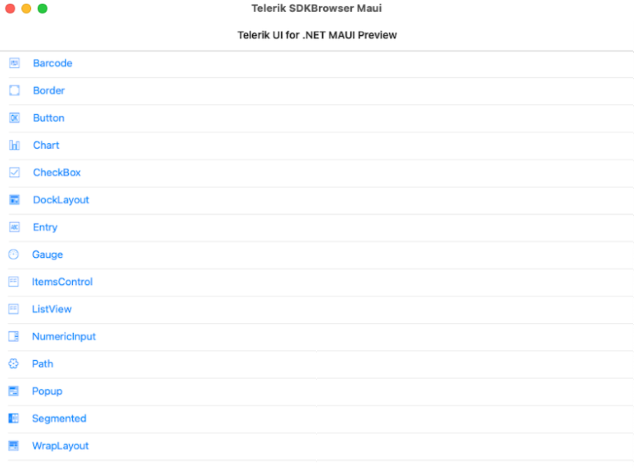 Telerik SDKBrowser Maui
Telerik UI for .NET MAUI Preview
Barcode
Border
Button
Chart
CheckBox
DockLayout
Entry
Gauge
ItemsControl
ListView
NumericInput
Path
Popup
Segmented
WrapLayout